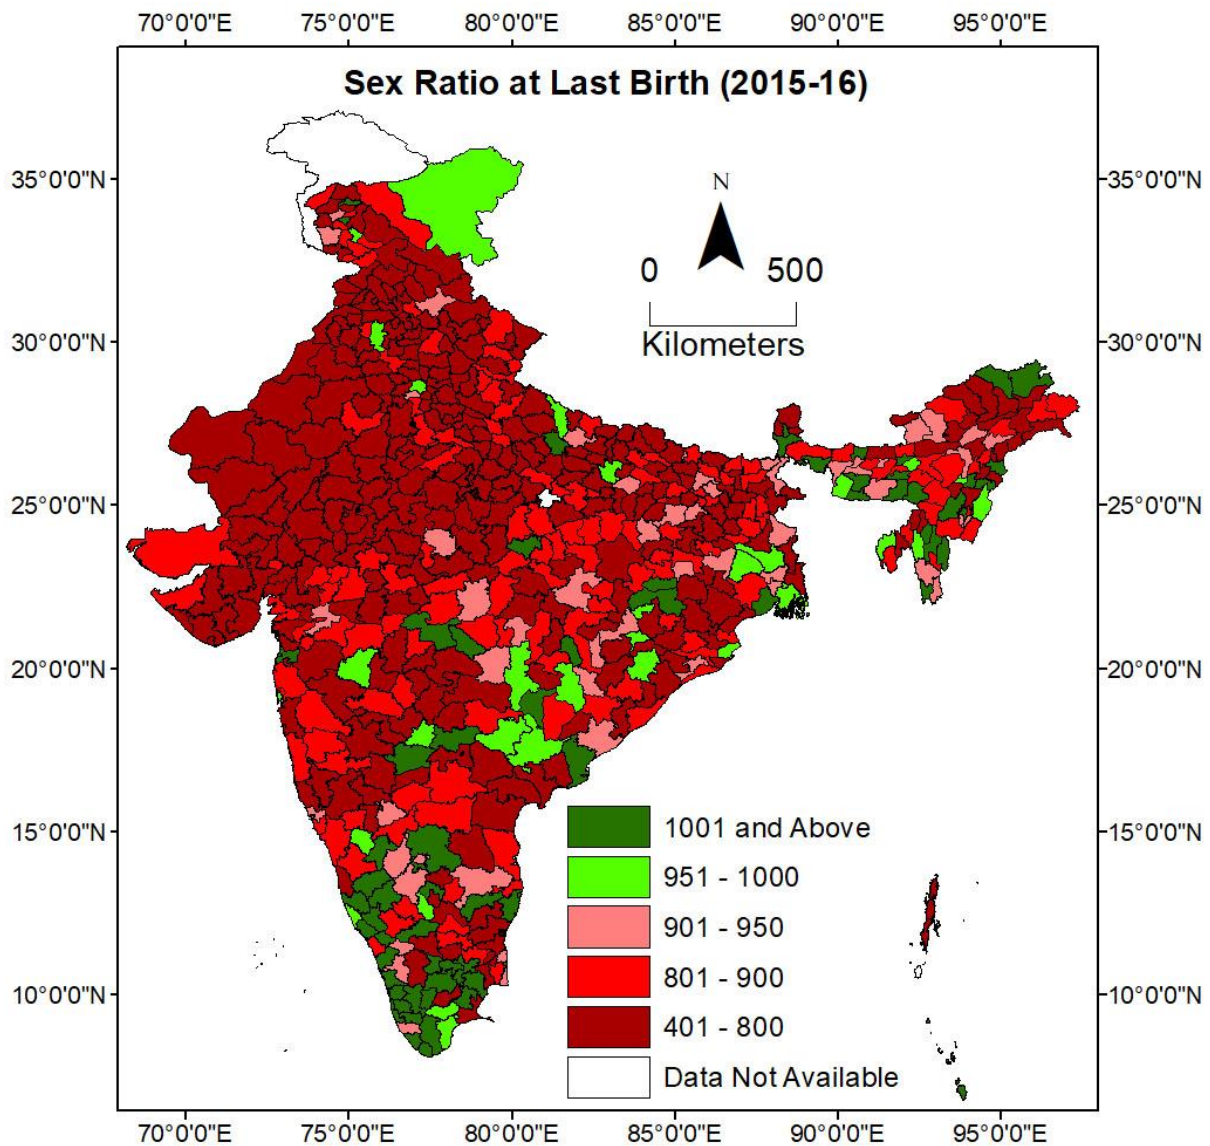 70°0'0"E 75°0'0"E 80°0'0"E 85°0'0"E 90°0'0"E 95°0'0"E
Sex Ratio at Last Birth (2015-16)
35°0'0"N 35°0'0"N
N
0 500
Kilometers
30°0'0"N 30°0'0"N
25°0'0"N 25°0'0"N
20°0'0"N 20°0'0"N
15°0'0"N 15°0'0"N
1001 and Above
951 - 1000
901 - 950
801 - 900
10°0'0"N 10°0'0"N
401 - 800
Data Not Available
70°0'0"E 75°0'0"E 80°0'0"E 85°0'0"E 90°0'0"E 95°0'0"E